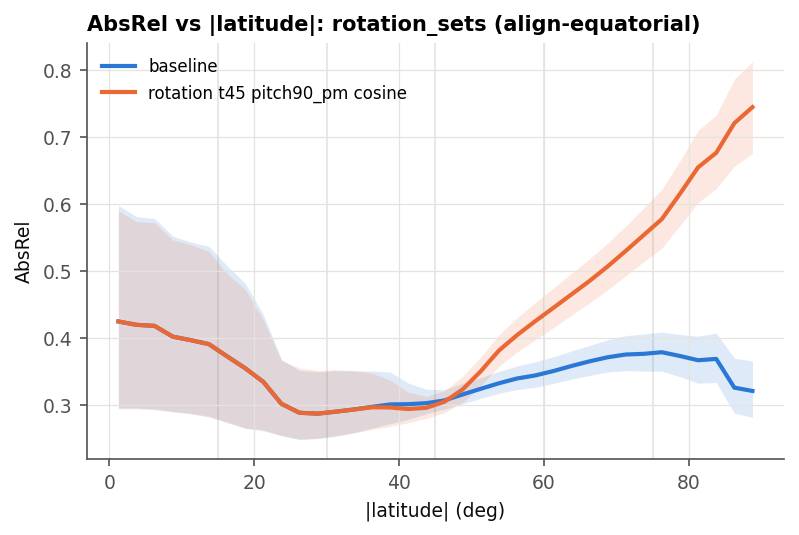 AbsRel vs |latitude|: rotation_sets (align-equatorial)
baseline
rotation t45 pitch90_pm cosine
0.8
0.7
0.6
0.5
0.4
0.3
AbsRel
0 20 40 60 80
|latitude| (deg)